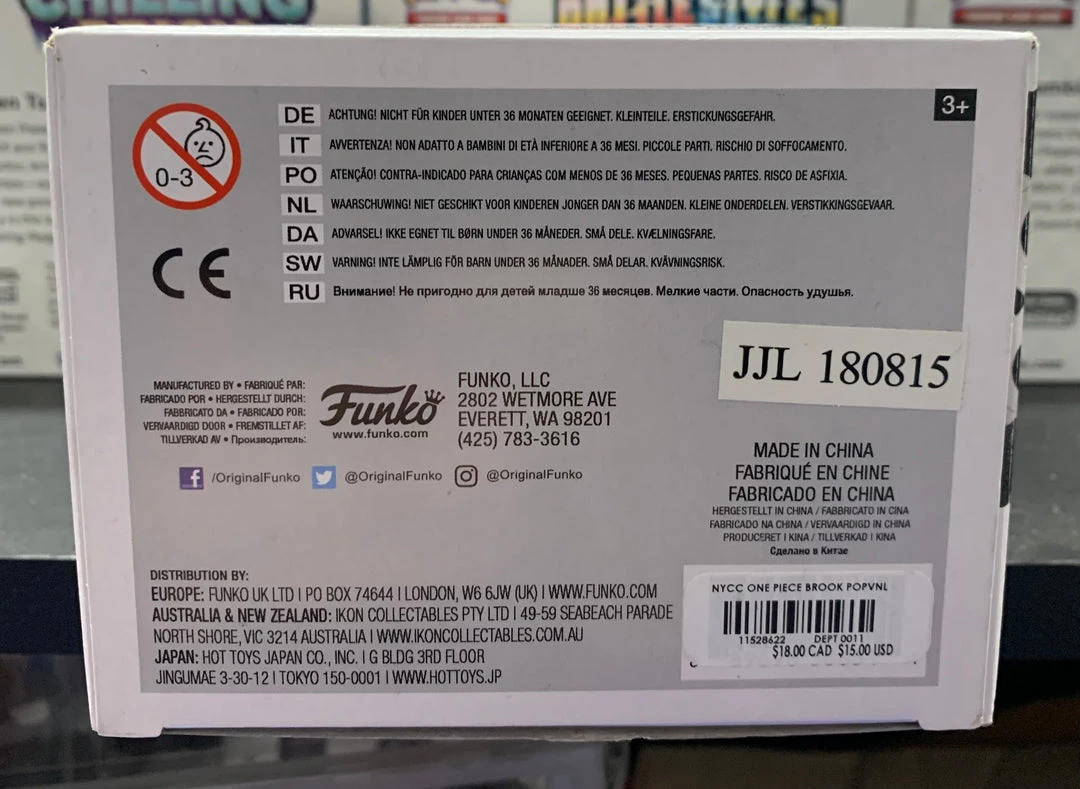 3+
0-3
DE ACHTUNG! NICHT FÜR KINDER UNTER 36 MONATEN GEEIGNET. KLEINTEILE. ERSTICKUNGSGEFAHR.
IT AVVERTENZA! NON ADATTO A BAMBINI DI ETÀ INFERIORE A 36 MESI. PICCOLE PARTI. RISCHIO DI SOFFOCAMENTO.
PO ATENÇÃO! CONTRA-INDICADO PARA CRIANÇAS COM MENOS DE 36 MESES. PEQUENAS PARTES. RISCO DE ASFIXIA.
NL WAARSCHUWING! NIET GESCHIKT VOOR KINDEREN JONGER DAN 36 MAANDEN. KLEINE ONDERDELEN. VERSTIKKINGSGEVAAR.
DA ADVARSEL! IKKE EGNET TIL BØRN UNDER 36 MÅNEDER. SMÅ DELE. KVÆLNINGSFARE.
SW VARNING! INTE LÄMPLIG FÖR BARN UNDER 36 MÅNADER. SMÅ DELAR. KVÄVNINGSRISK.
RU Внимание! Не пригодно для детей младше 36 месяцев. Мелкие части. Опасность удушья.
CE
JJL 180815
MANUFACTURED BY • FABRIQUÉ PAR:
FABRICADO POR • HERGESTELLT DURCH:
FABBRICATO DA • FABRICADO POR:
VERVAARDIGD DOOR • FREMSTILLET AF:
TILLVERKAD AV • Производитель:
Funko
www.funko.com
FUNKO, LLC
2802 WETMORE AVE
EVERETT, WA 98201
(425) 783-3616
/OriginalFunko @OriginalFunko @OriginalFunko
MADE IN CHINA
FABRIQUÉ EN CHINE
FABRICADO EN CHINA
HERGESTELLT IN CHINA / FABBRICATO IN CINA
FABRICADO NA CHINA / VERVAARDIGD IN CHINA
PRODUCERET I KINA / TILLVERKAD I KINA
Сделано в Китае
DISTRIBUTION BY:
EUROPE: FUNKO UK LTD | PO BOX 74644 | LONDON, W6 6JW (UK) | WWW.FUNKO.COM
AUSTRALIA & NEW ZEALAND: IKON COLLECTABLES PTY LTD | 49-59 SEABEACH PARADE
NORTH SHORE, VIC 3214 AUSTRALIA | WWW.IKONCOLLECTABLES.COM.AU
JAPAN: HOT TOYS JAPAN CO., INC. | G BLDG 3RD FLOOR
JINGUMAE 3-30-12 | TOKYO 150-0001 | WWW.HOTTOYS.JP
NYCC ONE PIECE BROOK POPVNL
11528622 DEPT 0011
$18.00 CAD $15.00 USD